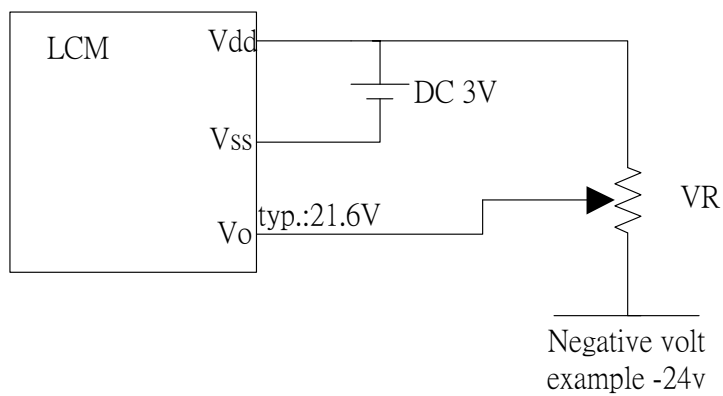 LCM
Vdd
DC 3V
Vss
typ.:21.6V
Vo
VR
Negative volt
example -24v